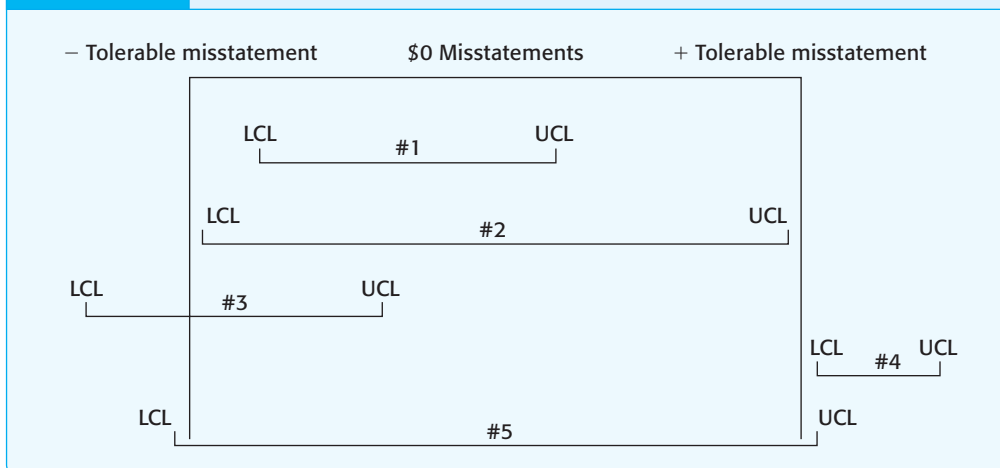 − Tolerable misstatement $0 Misstatements + Tolerable misstatement
LCL #1 UCL
LCL #2 UCL
LCL #3 UCL
LCL #4 UCL
LCL #5 UCL